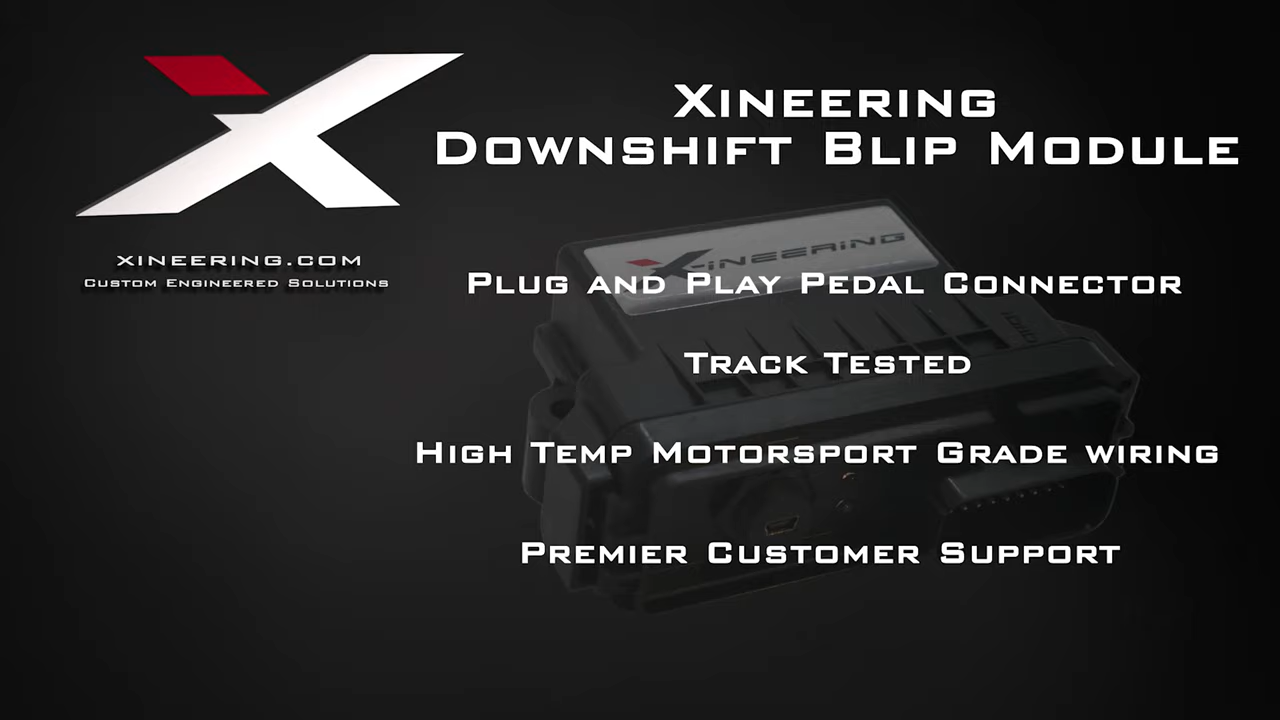 Xineering
Downshift Blip Module
xineering.com
Custom Engineered Solutions
Xineering
Plug and Play Pedal Connector
Track Tested
High Temp Motorsport Grade wiring
Premier Customer Support